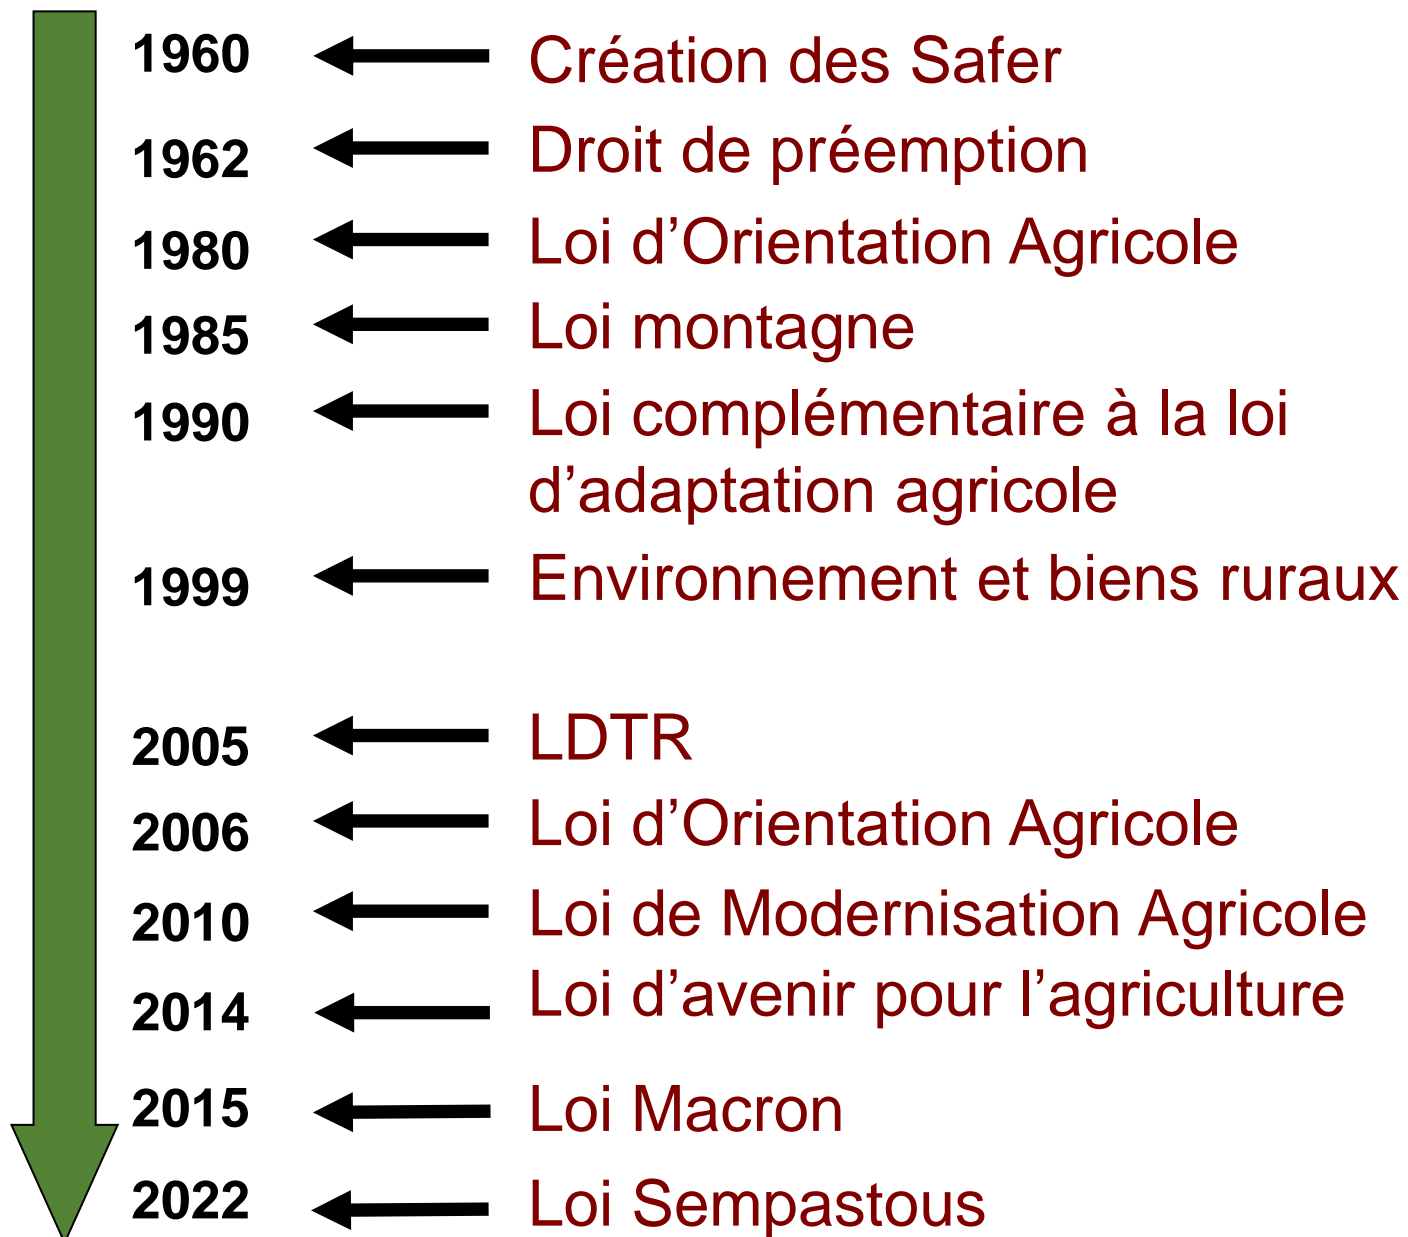 1960 Création des Safer
1962 Droit de préemption
1980 Loi d’Orientation Agricole
1985 Loi montagne
1990 Loi complémentaire à la loi
d’adaptation agricole
1999 Environnement et biens ruraux
2005 LDTR
2006 Loi d’Orientation Agricole
2010 Loi de Modernisation Agricole
2014 Loi d’avenir pour l’agriculture
2015 Loi Macron
2022 Loi Sempastous